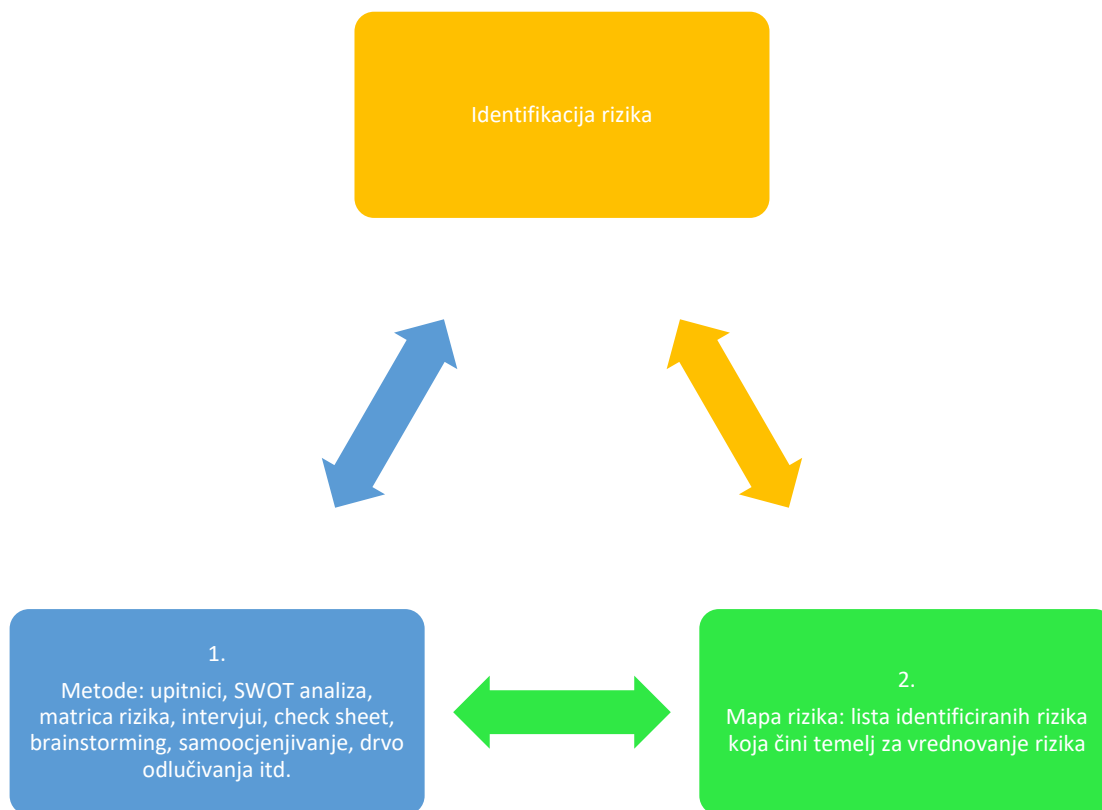 Identifikacija rizika
1.
Metode: upitnici, SWOT analiza,
matrica rizika, intervjui, check sheet,
brainstorming, samoocjenjivanje, drvo
odlučivanja itd.
2.
Mapa rizika: lista identificiranih rizika
koja čini temelj za vrednovanje rizika